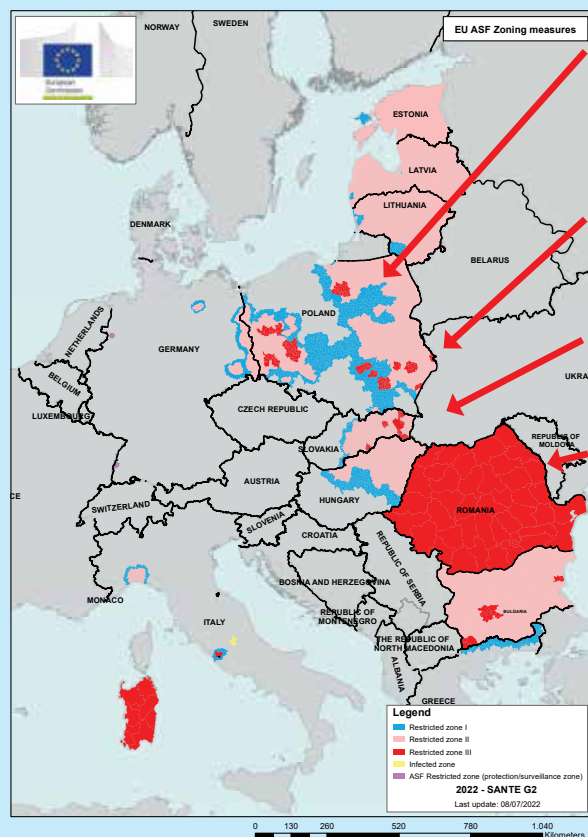 EU ASF Zoning measures
European
Commission
NORWAY
SWEDEN
ESTONIA
LATVIA
LITHUANIA
DENMARK
BELARUS
NETHERLANDS
POLAND
GERMANY
BELGIUM
UKRA
LUXEMBOURG
CZECH REPUBLIC
REPUBLIC OF
MOLDOVA
SLOVAKIA
CE
AUSTRIA
HUNGARY
ROMANIA
SWITZERLAND
SLOVENIA
CROATIA
REPUBLIC OF SERBIA
BOSNIA AND HERZEGOVINA
MONACO
BULGARIA
ITALY
REPUBLIC OF
MONTENEGRO
THE REPUBLIC OF
NORTH MACEDONIA
ALBANIA
GREECE
Legend
Restricted zone I
Restricted zone II
Restricted zone III
Infected zone
ASF Restricted zone (protection/surveillance zone)
2022 - SANTE G2
Last update: 08/07/2022
0 130 260 520 780 1.040
Kilometers